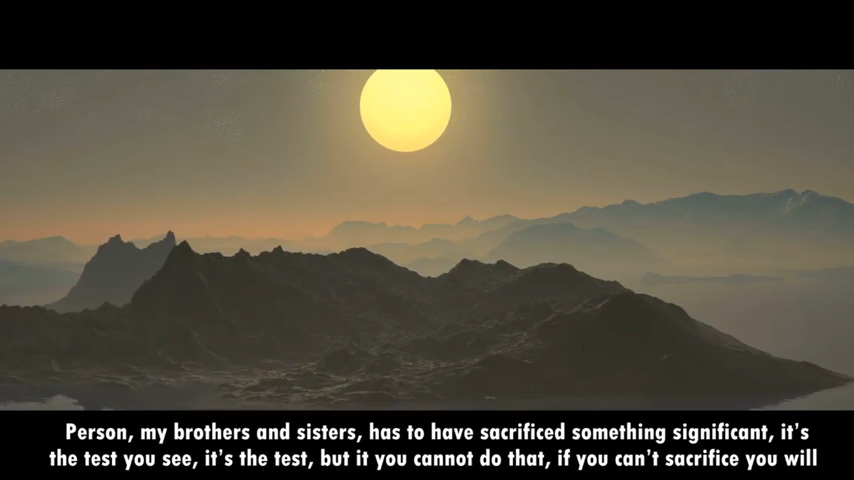 Person, my brothers and sisters, has to have sacrificed something significant, it's
the test you see, it's the test, but it you cannot do that, if you can't sacrifice you will